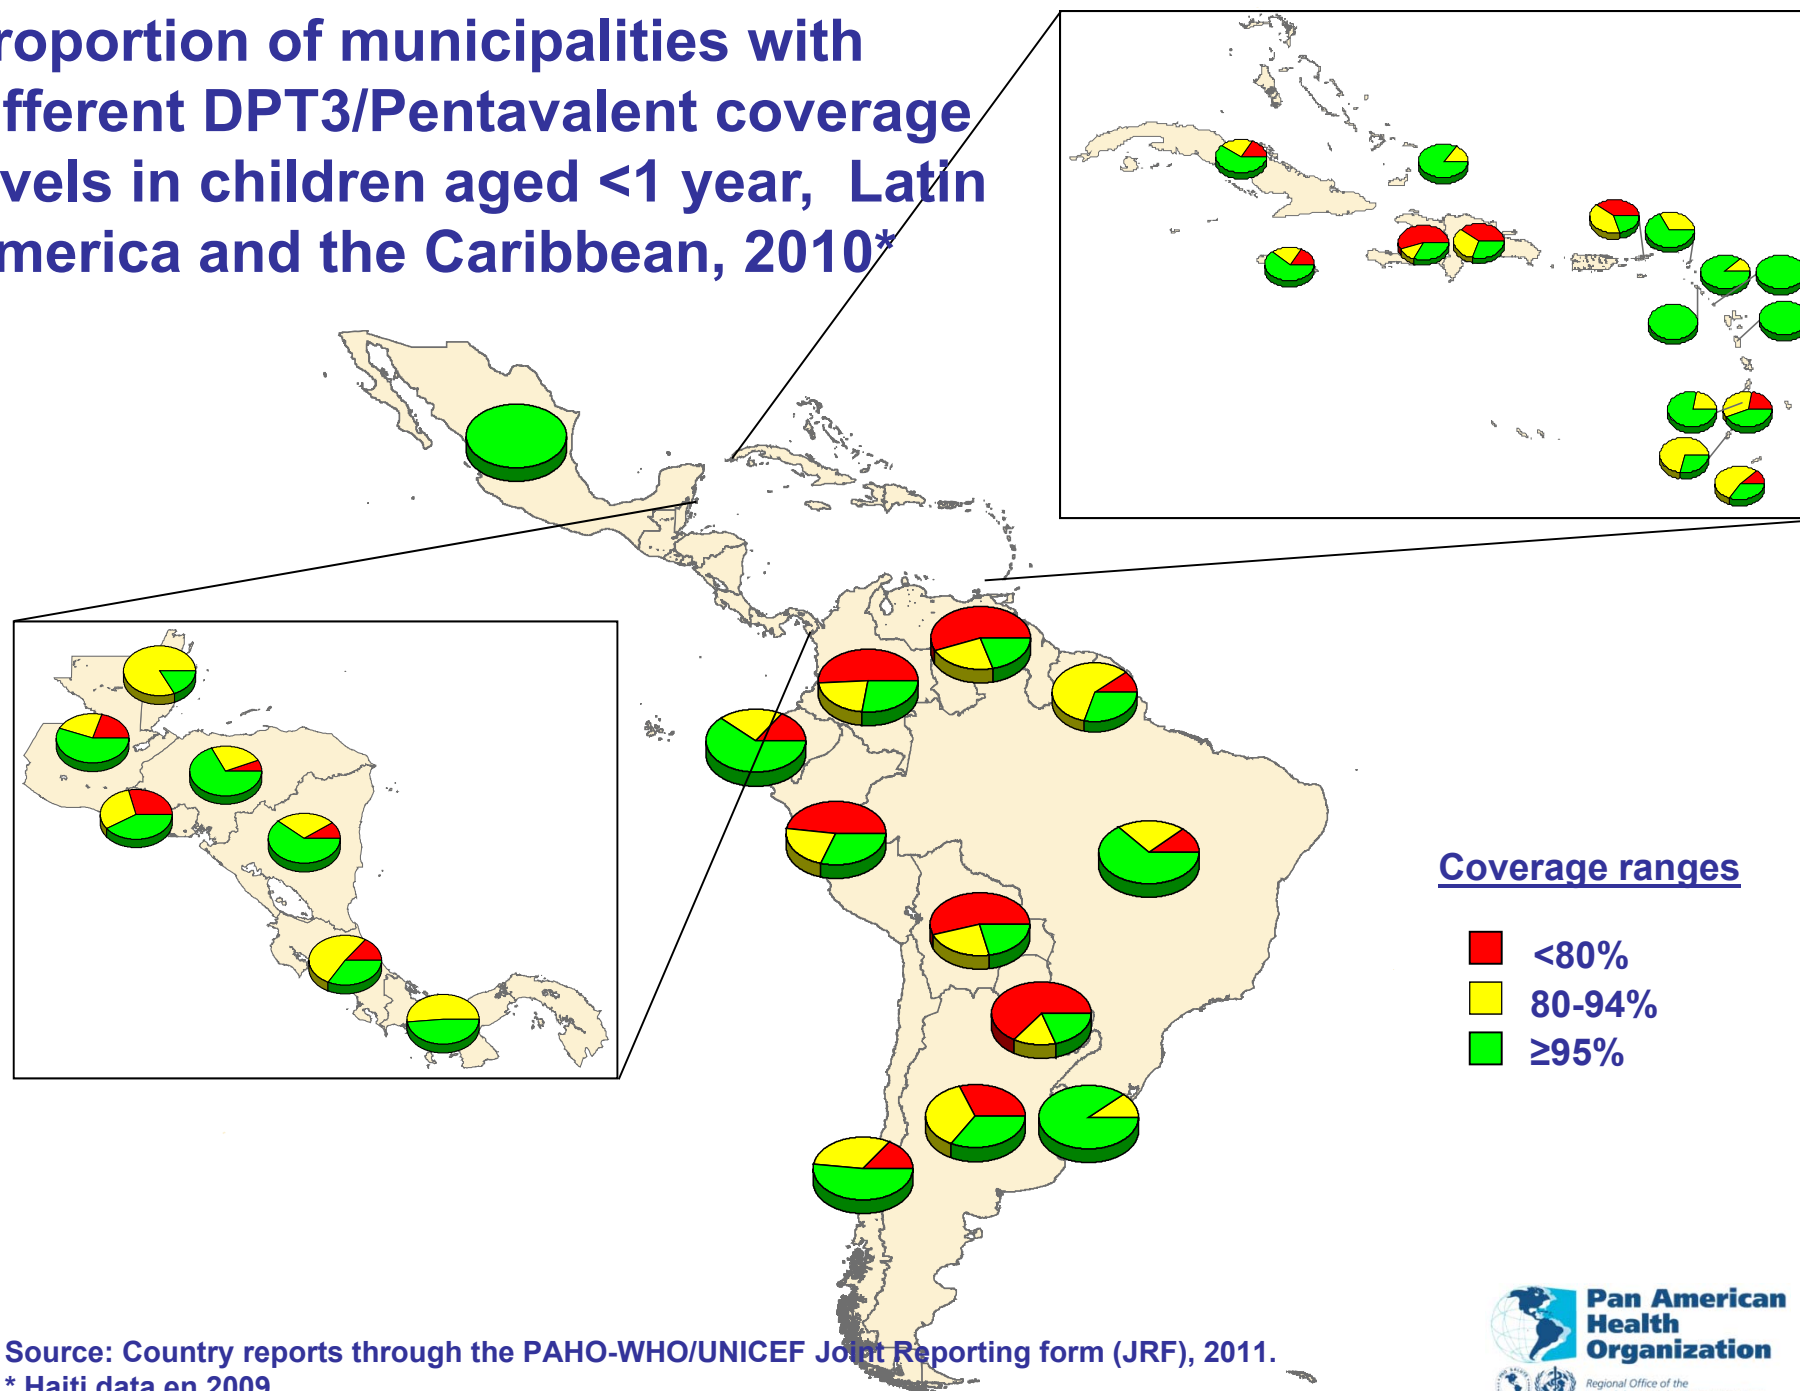 roportion of municipalities with
fferent DPT3/Pentavalent coverage
vels in children aged <1 year, Latin
merica and the Caribbean, 2010*
Coverage ranges
<80%
80-94%
≥95%
Source: Country reports through the PAHO-WHO/UNICEF Joint Reporting form (JRF), 2011.
* Haiti data en 2009
Pan American
Health
Organization
Regional Office of the